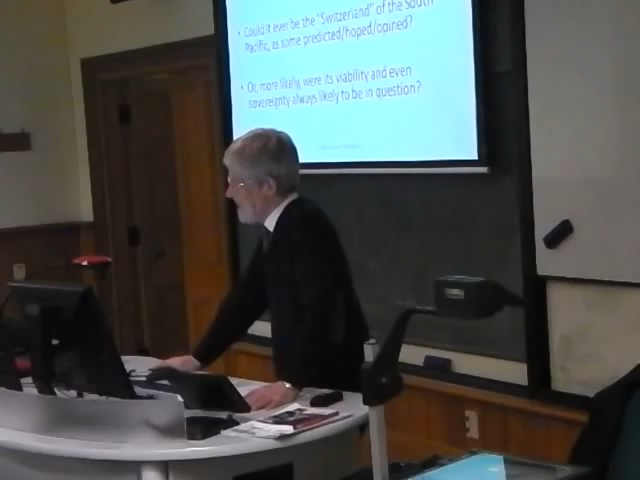 • Could it ever be the "Switzerland" of the South
Pacific, as some predicted/hoped/opined?
• Or, more likely, were its viability and even
sovereignty always likely to be in question?